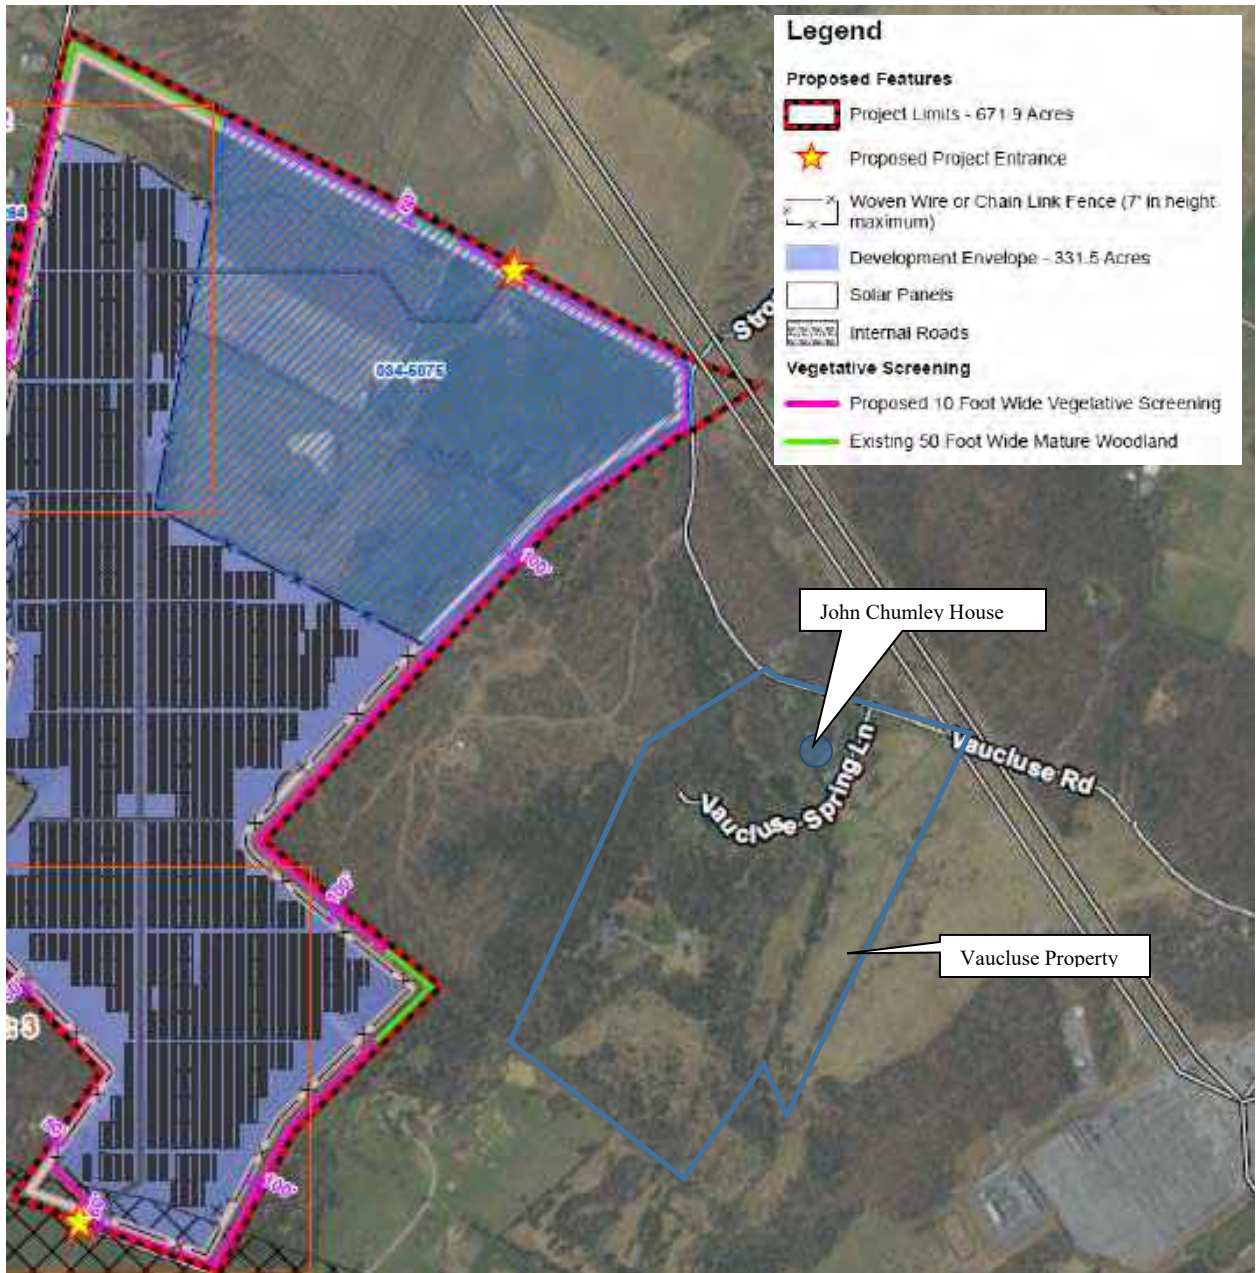 Legend
Proposed Features
Project Limits - 671.9 Acres
Proposed Project Entrance
Woven Wire or Chain Link Fence (7' in height
maximum)
Development Envelope - 331.5 Acres
Solar Panels
Internal Roads
Vegetative Screening
Proposed 10 Foot Wide Vegetative Screening
Existing 50 Foot Wide Mature Woodland
034-5075
100'
John Chumley House
Vaucluse Rd
Vaucluse Spring Ln
100'
Vaucluse Property
3
100'